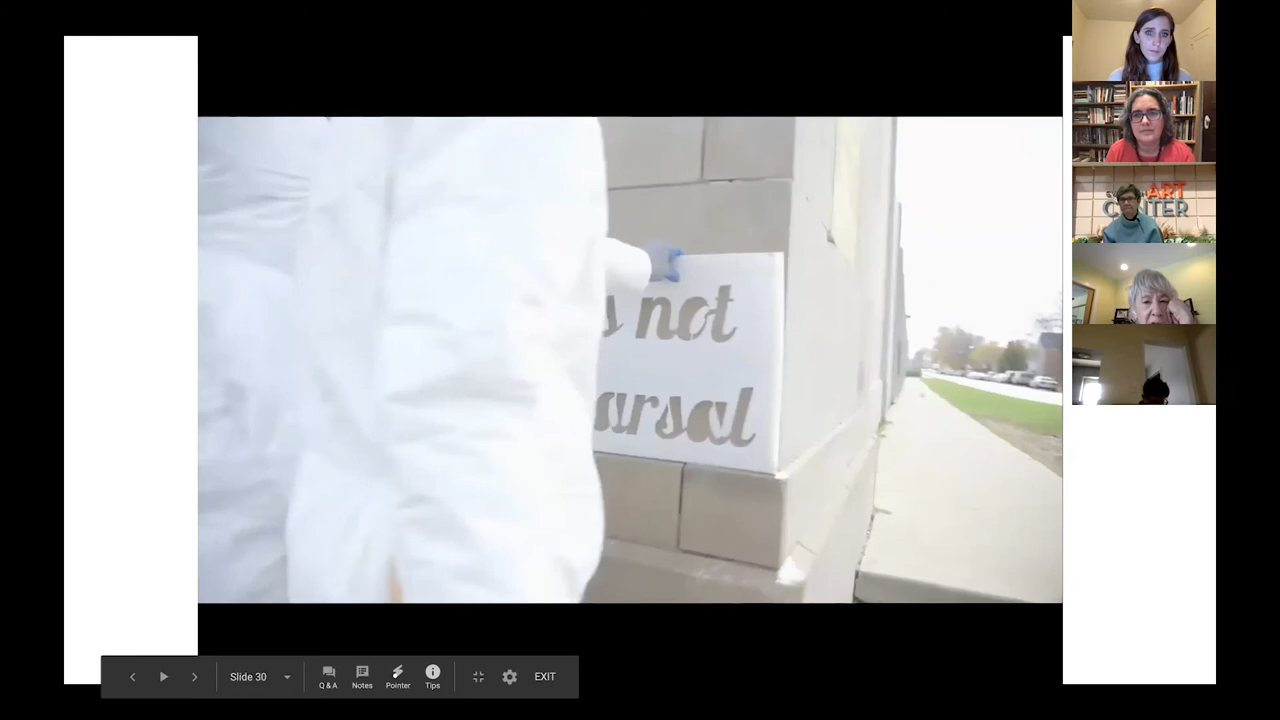 s not
arsal
ART
CENTER
Slide 30
Q & A
Notes
Pointer
Tips
EXIT